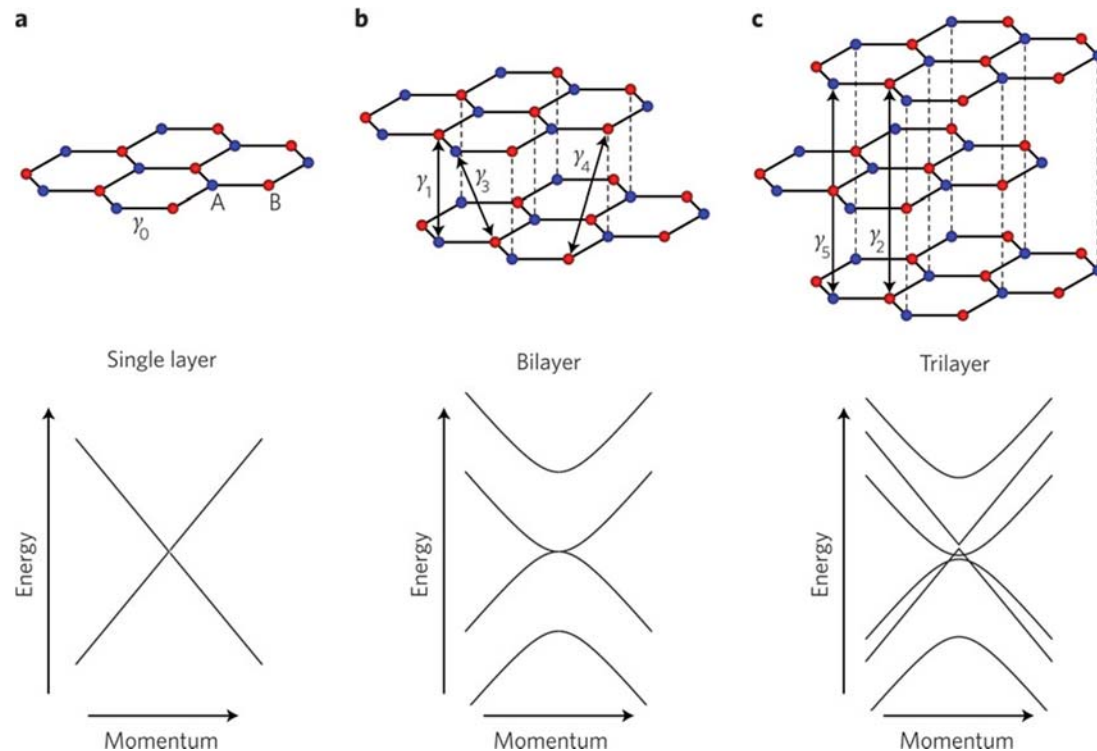 a
b
c
γ0
A
B
γ1
γ3
γ4
γ5
γ2
Single layer
Bilayer
Trilayer
Energy
Energy
Energy
Momentum
Momentum
Momentum